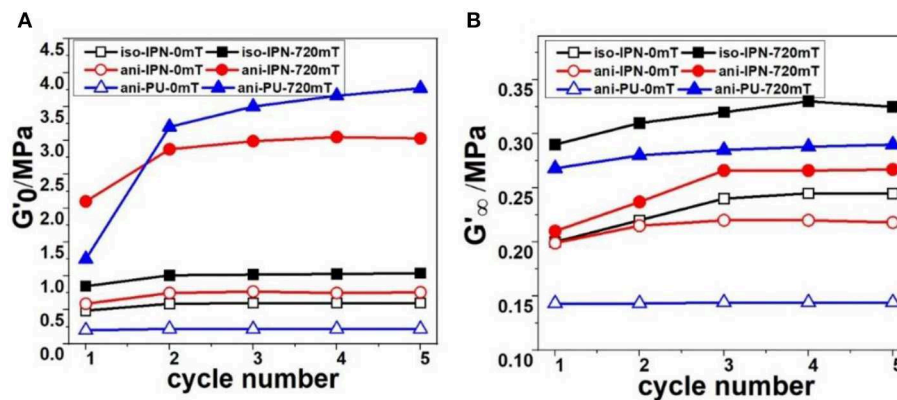 A
G'0/MPa
4.5
4.0
3.5
3.0
2.5
2.0
1.5
1.0
0.5
0.0
iso-IPN-0mT iso-IPN-720mT
ani-IPN-0mT ani-IPN-720mT
ani-PU-0mT ani-PU-720mT
1 2 3 4 5
cycle number
B
G'∞/MPa
0.35
0.30
0.25
0.20
0.15
0.10
iso-IPN-0mT iso-IPN-720mT
ani-IPN-0mT ani-IPN-720mT
ani-PU-0mT ani-PU-720mT
1 2 3 4 5
cycle number